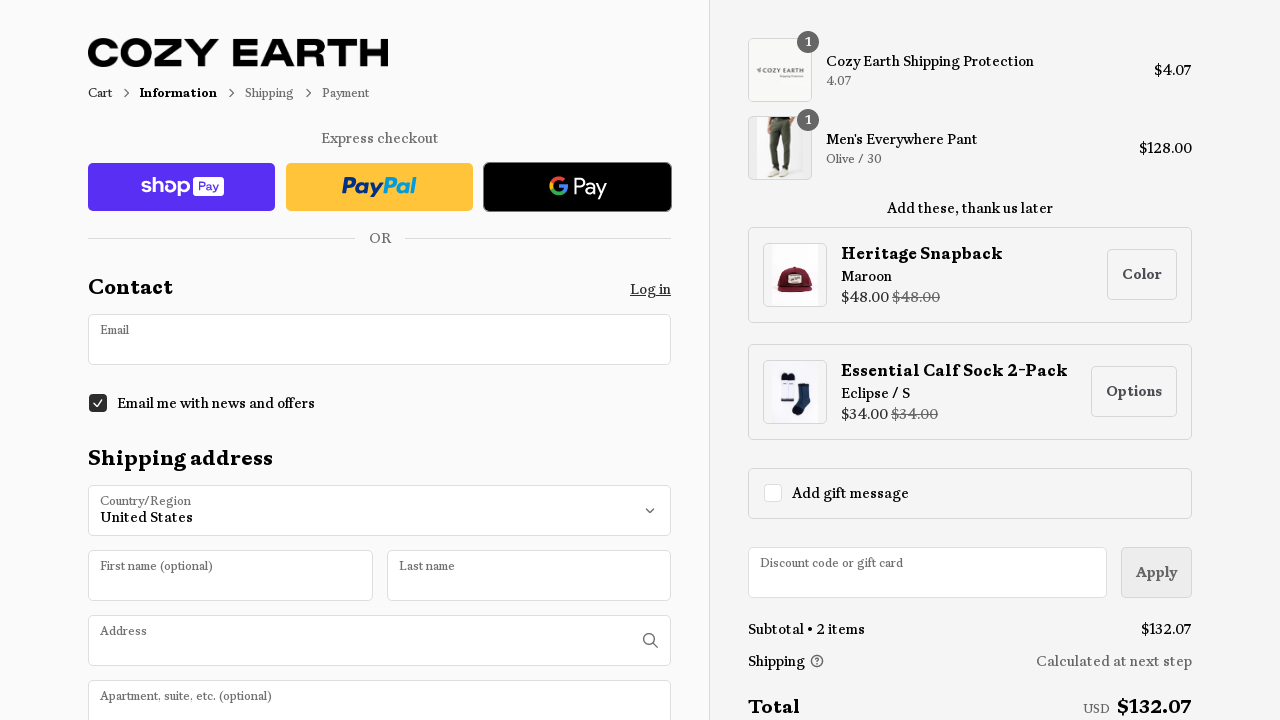 COZY EARTH
Cart > Information > Shipping > Payment
Express checkout
shop Pay
PayPal
G Pay
OR
Contact
Log in
Email
Email me with news and offers
Shipping address
Country/Region
United States
First name (optional)
Last name
Address
Apartment, suite, etc. (optional)
COZY EARTH
Shipping Protection
1
Cozy Earth Shipping Protection
4.07
$4.07
1
Men's Everywhere Pant
Olive / 30
$128.00
Add these, thank us later
Heritage Snapback
Maroon
$48.00 $48.00
Color
Essential Calf Sock 2-Pack
Eclipse / S
$34.00 $34.00
Options
Add gift message
Discount code or gift card
Apply
Subtotal • 2 items
$132.07
Shipping
Calculated at next step
Total
USD $132.07